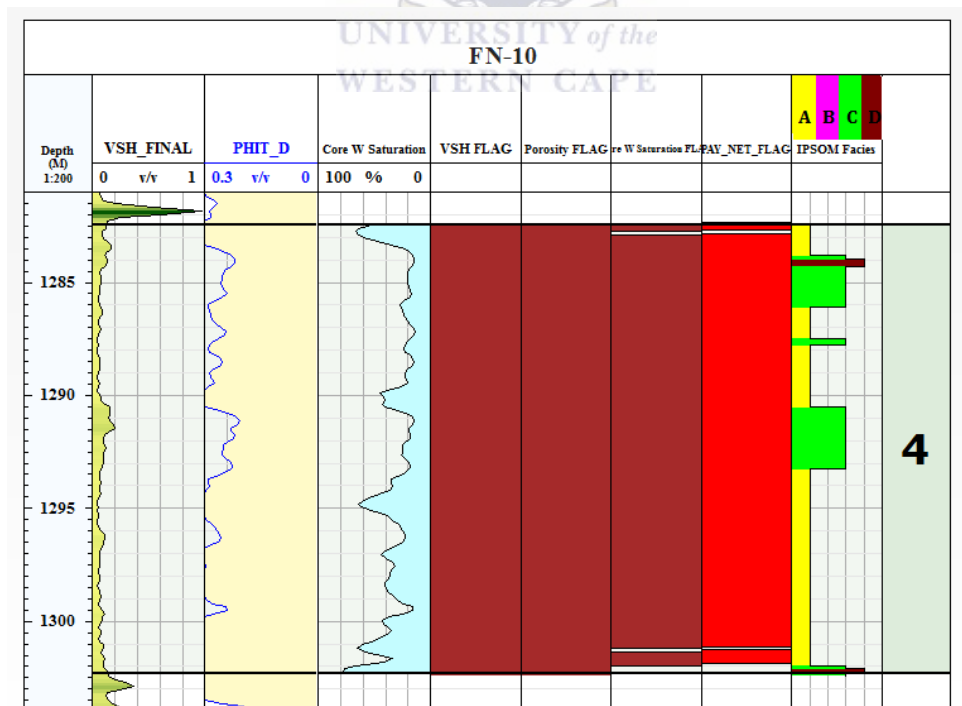 UNIVERSITY of the
FN-10
WESTERN CAPE
A B C D
Depth
(M)
1:200
VSH_FINAL
0 v/v 1
PHIT_D
0.3 v/v 0
Core W Saturation
100 % 0
VSH FLAG
Porosity FLAG
re W Saturation FL
PAY_NET_FLAG
IPSOM Facies
1285
1290
4
1295
1300